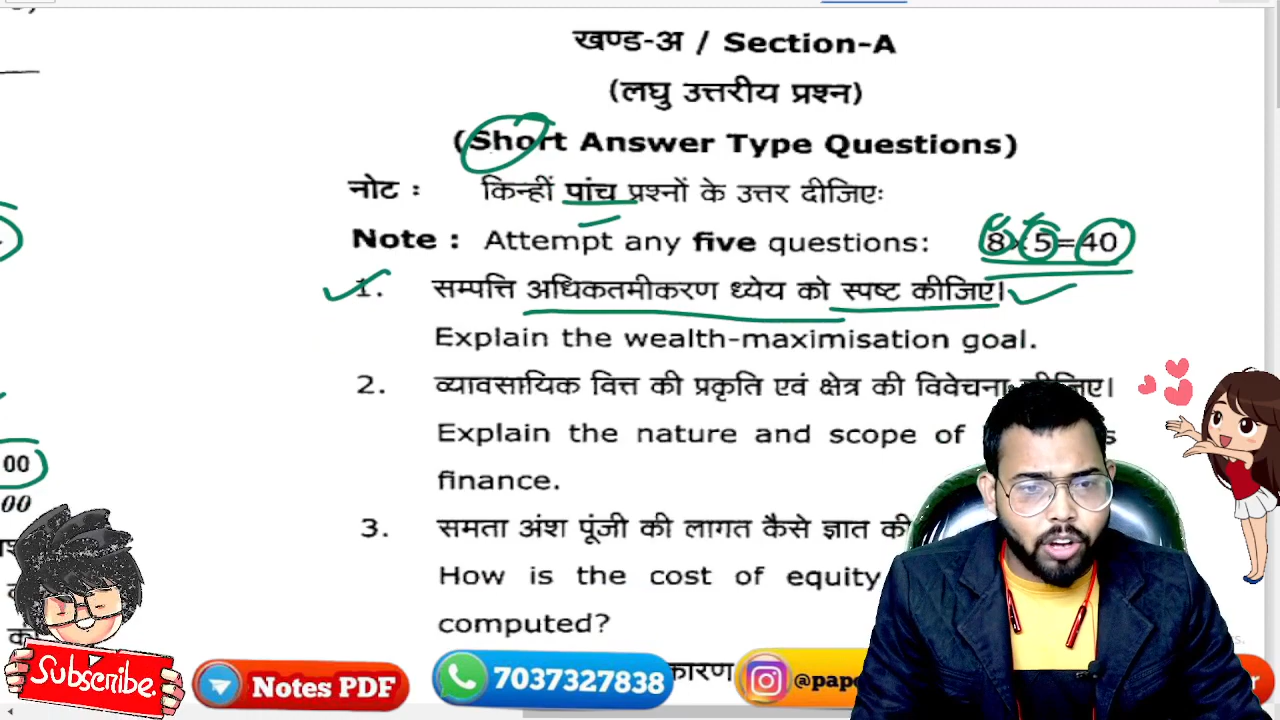 खण्ड-अ / Section-A
(लघु उत्तरीय प्रश्न)
(Short Answer Type Questions)
नोट : किन्हीं पांच प्रश्नों के उत्तर दीजिएः
Note : Attempt any five questions: 8×5=40
1. सम्पत्ति अधिकतमीकरण ध्येय को स्पष्ट कीजिए।
Explain the wealth-maximisation goal.
2. व्यावसायिक वित्त की प्रकृति एवं क्षेत्र की विवेचना कीजिए।
Explain the nature and scope of
finance.
00
00
3. समता अंश पूंजी की लागत कैसे ज्ञात की
How is the cost of equity
computed?
कारण
Subscribe.
Notes PDF
7037327838
@pape